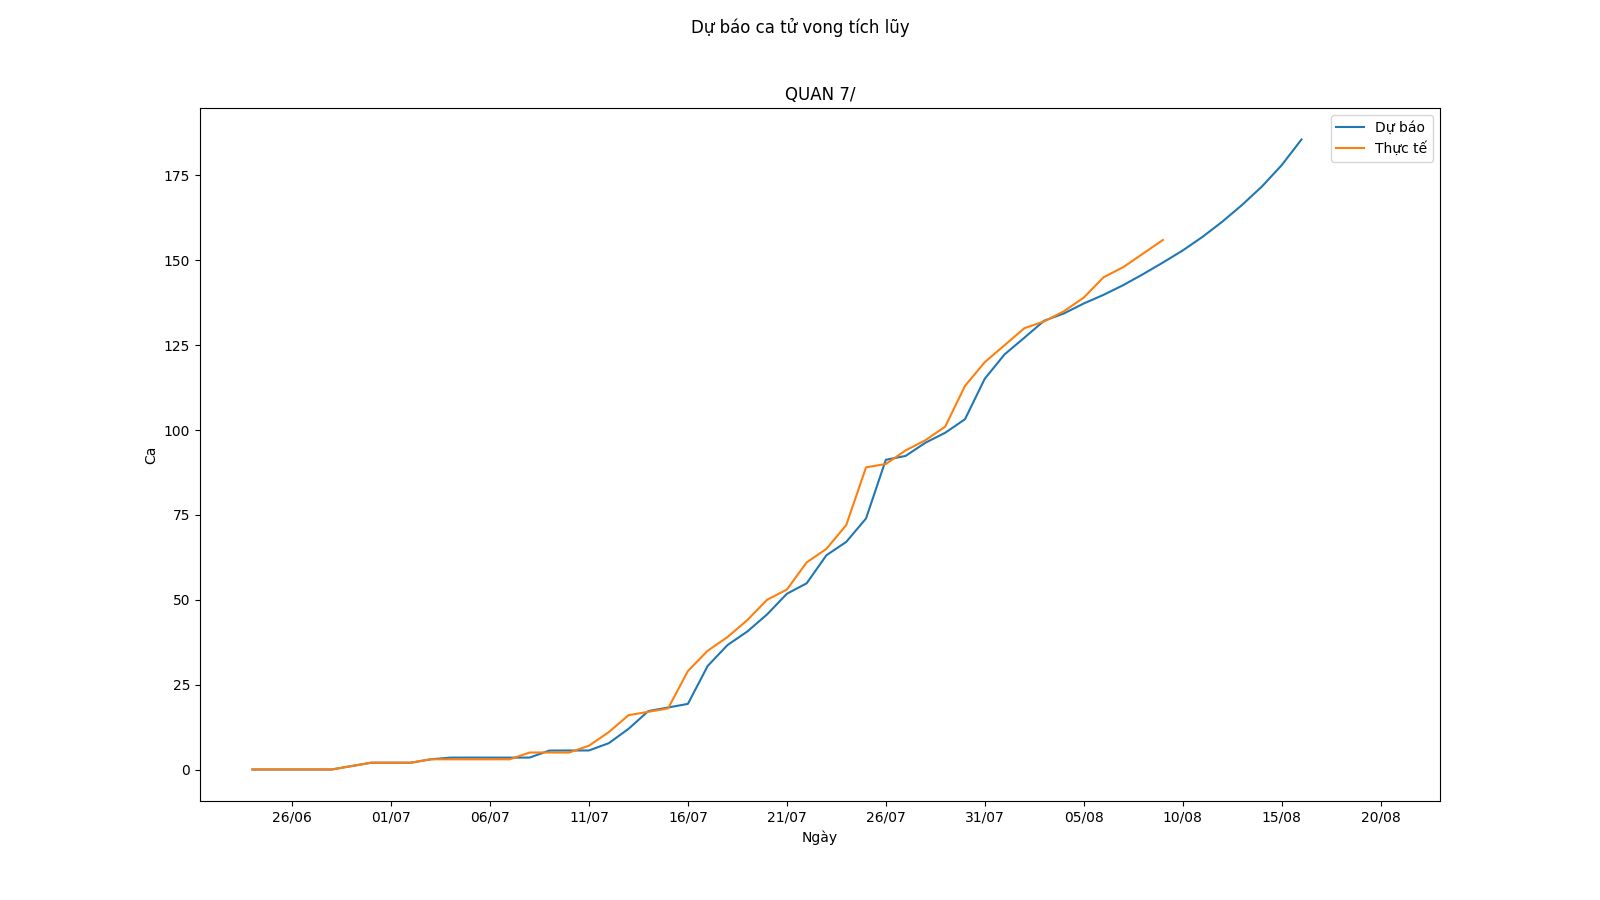 Dự báo ca tử vong tích lũy
QUAN 7/
Dự báo
Thực tế
175
150
125
100
75
50
25
0
Ca
26/06 01/07 06/07 11/07 16/07 21/07 26/07 31/07 05/08 10/08 15/08 20/08
Ngày